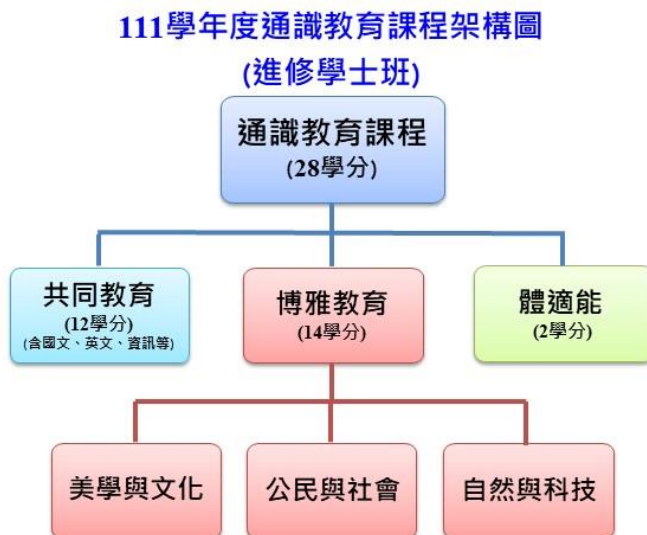 111學年度通識教育課程架構圖
(進修學士班)
通識教育課程
(28學分)
共同教育
(12學分)
(含國文、英文、資訊等)
博雅教育
(14學分)
體適能
(2學分)
美學與文化
公民與社會
自然與科技